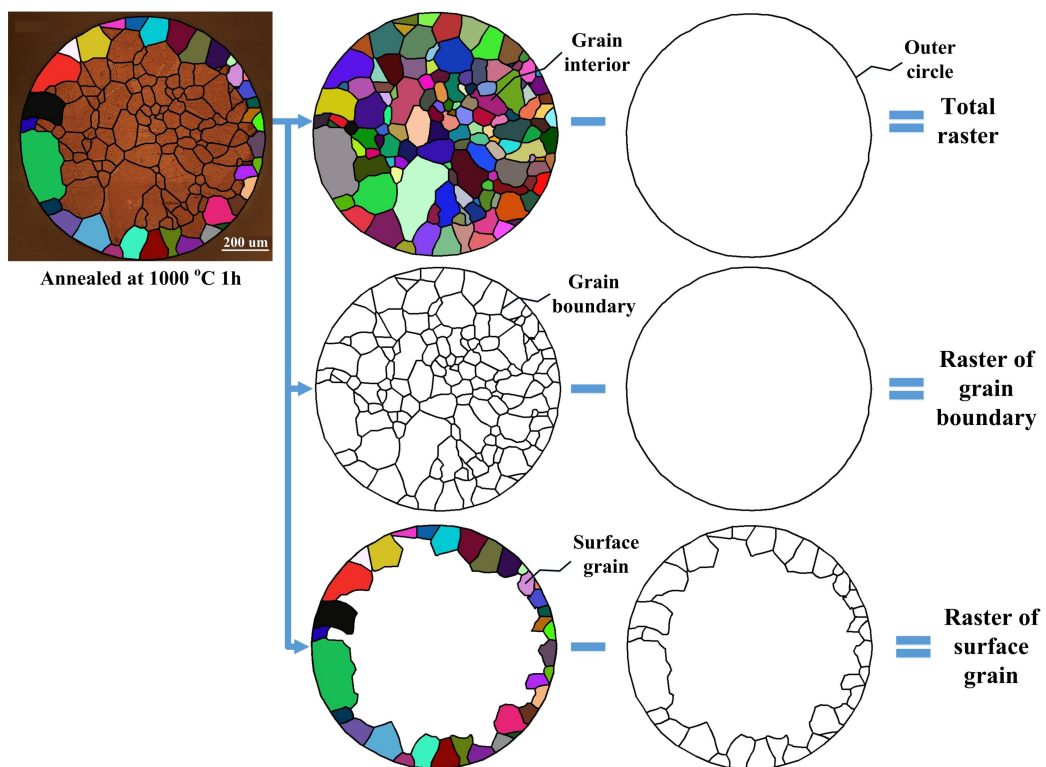 Grain
interior
Outer
circle
Total
raster
200 um
Annealed at 1000 °C 1h
Grain
boundary
Raster of
grain
boundary
Surface
grain
Raster of
surface
grain